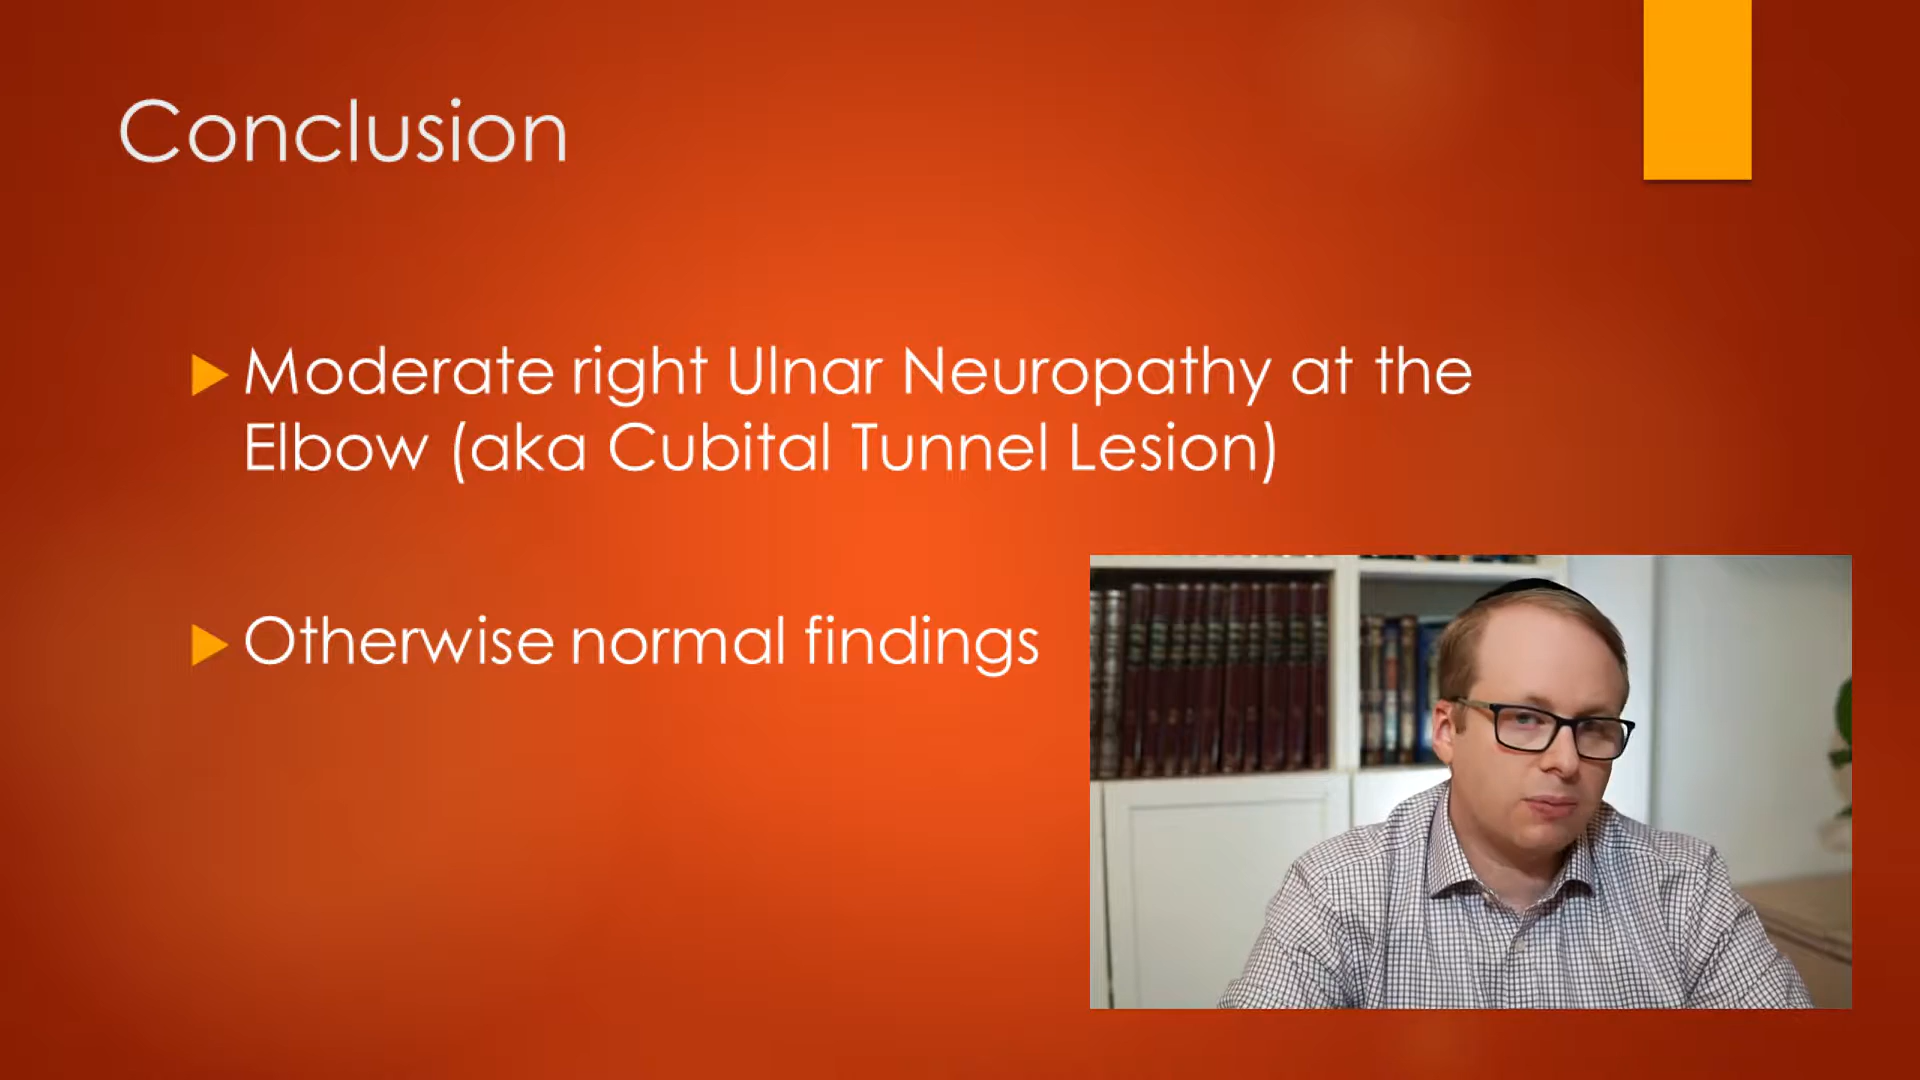 Conclusion
Moderate right Ulnar Neuropathy at the
Elbow (aka Cubital Tunnel Lesion)
Otherwise normal findings